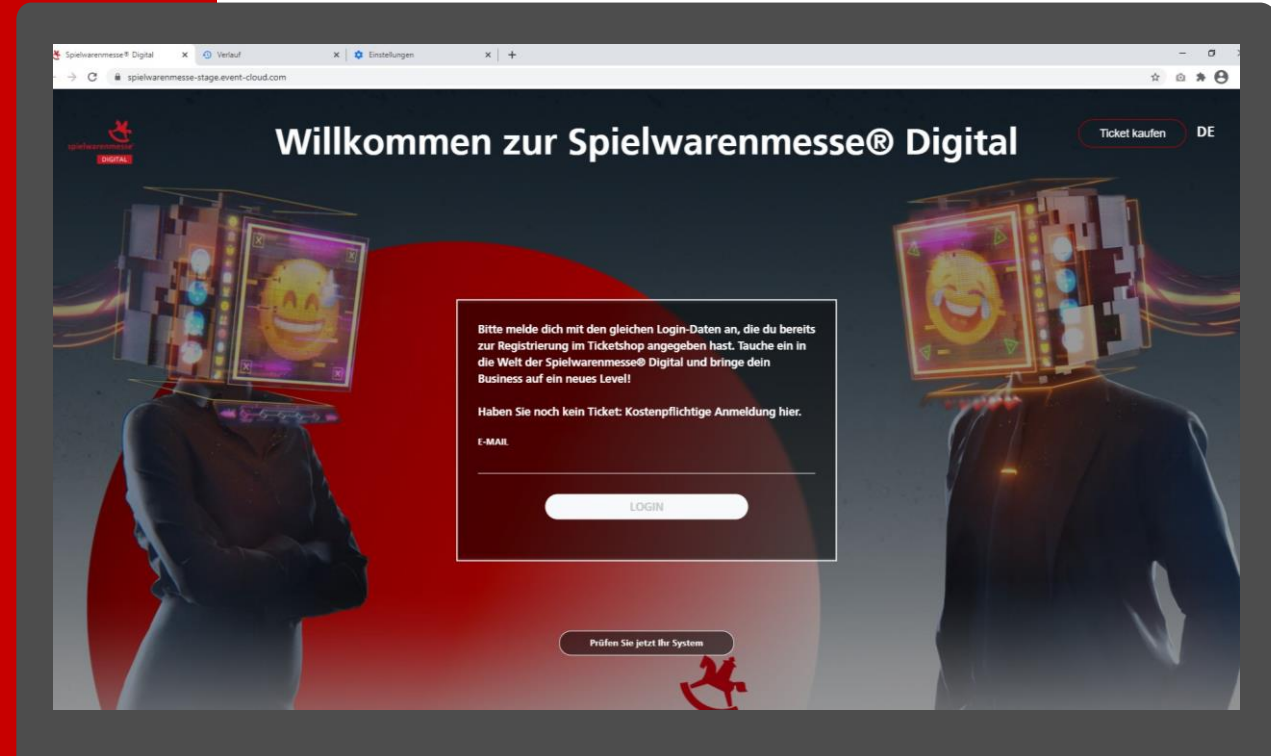 Spielwarenmesse® Digital
Verlauf
Einstellungen
spielwarenmesse-stage.event-cloud.com
spielwarenmesse
DIGITAL
Willkommen zur Spielwarenmesse® Digital
Ticket kaufen
DE
Bitte melde dich mit den gleichen Login-Daten an, die du bereits
zur Registrierung im Ticketshop angegeben hast. Tauche ein in
die Welt der Spielwarenmesse® Digital und bringe dein
Business auf ein neues Level!
Haben Sie noch kein Ticket: Kostenpflichtige Anmeldung hier.
E-MAIL
LOGIN
Prüfen Sie jetzt Ihr System